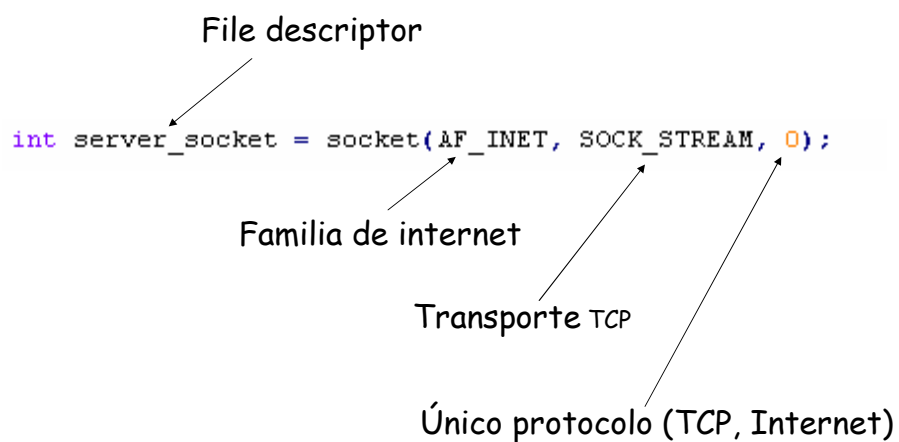 File descriptor
int server_socket = socket(AF_INET, SOCK_STREAM, 0);
Familia de internet
Transporte TCP
Único protocolo (TCP, Internet)